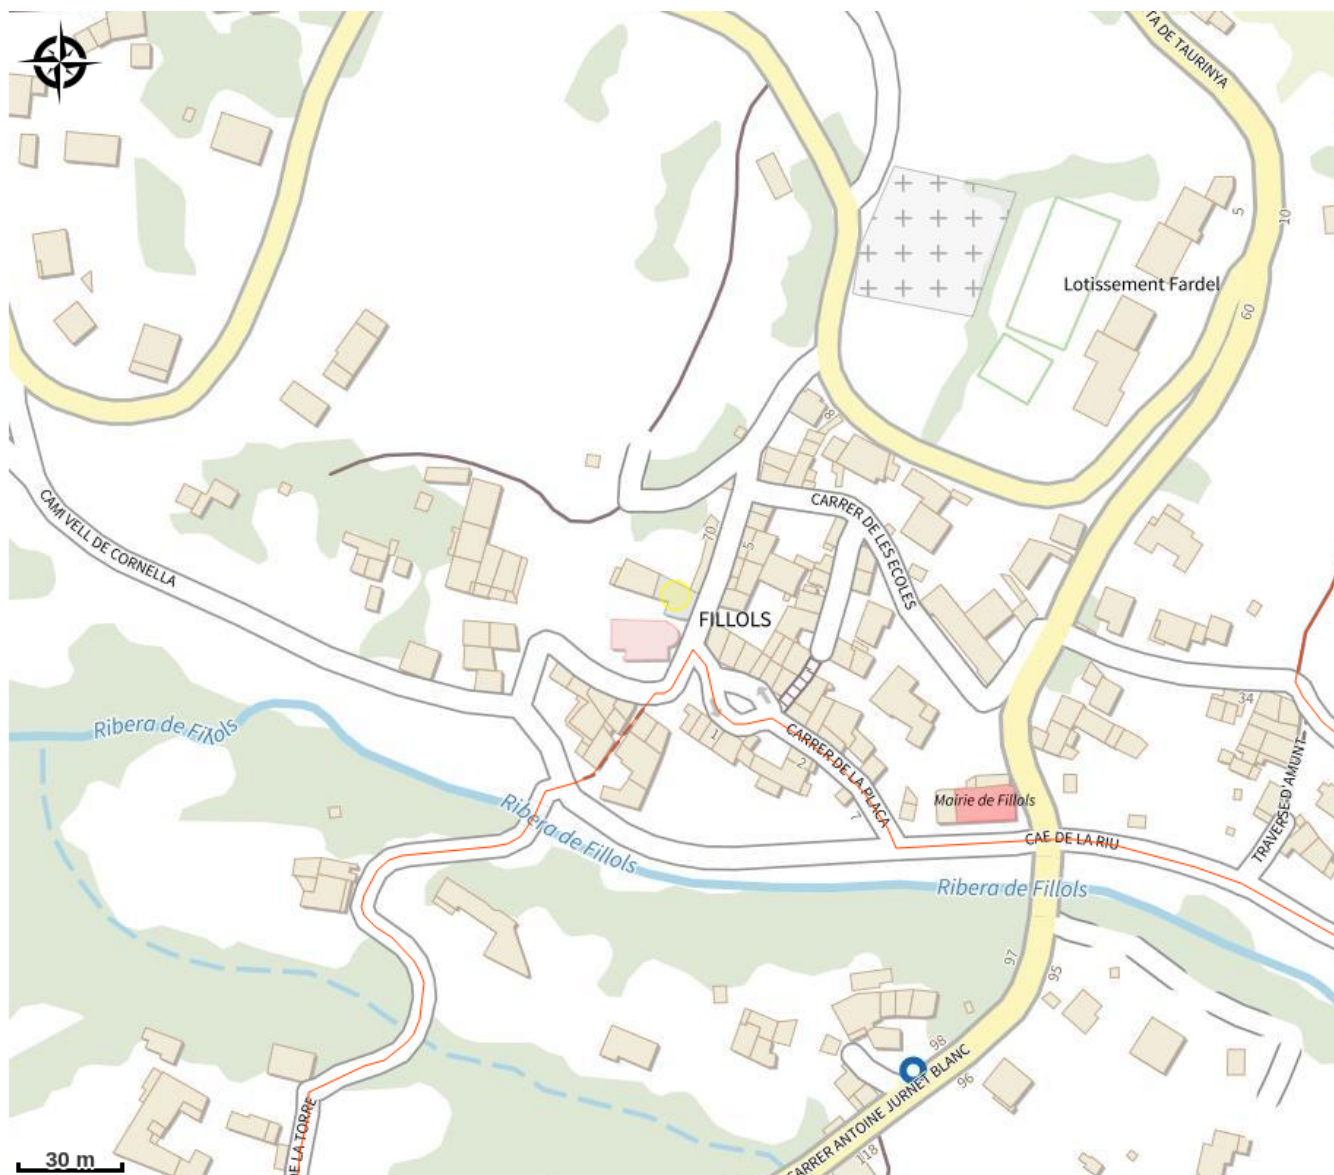 TA DE TAURINYA
5
10
Lotissement Fardel
60
8
CARRER DE LES ECOLES
70
5
CAMI VELL DE CORNELLA
FILLOLS
34
Ribera de Fillols
1
CARRER DE LA PLAÇA
2
7
Mairie de Fillols
TRAVERSE D'AMUNT
Ribera de Fillols
CAE DE LA RIU
Ribera de Fillols
97
95
98
96
CARRER ANTOINE JURNET BLANC
118
DE LA TORRE
30 m